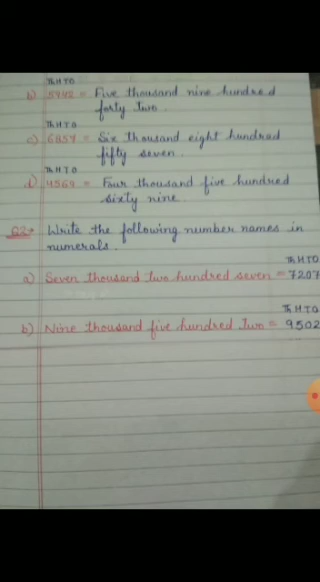 Th H T O
b) 5942 = Five thousand nine hundred
forty two.
Th H T O
c) 6857 = Six thousand eight hundred
fifty seven.
Th H T O
d) 4569 = Four thousand five hundred
sixty nine.
Q2→ Write the following number names in
numerals.
Th H T O
a) Seven thousand two hundred seven = 7207
Th H T O
b) Nine thousand five hundred two = 9502